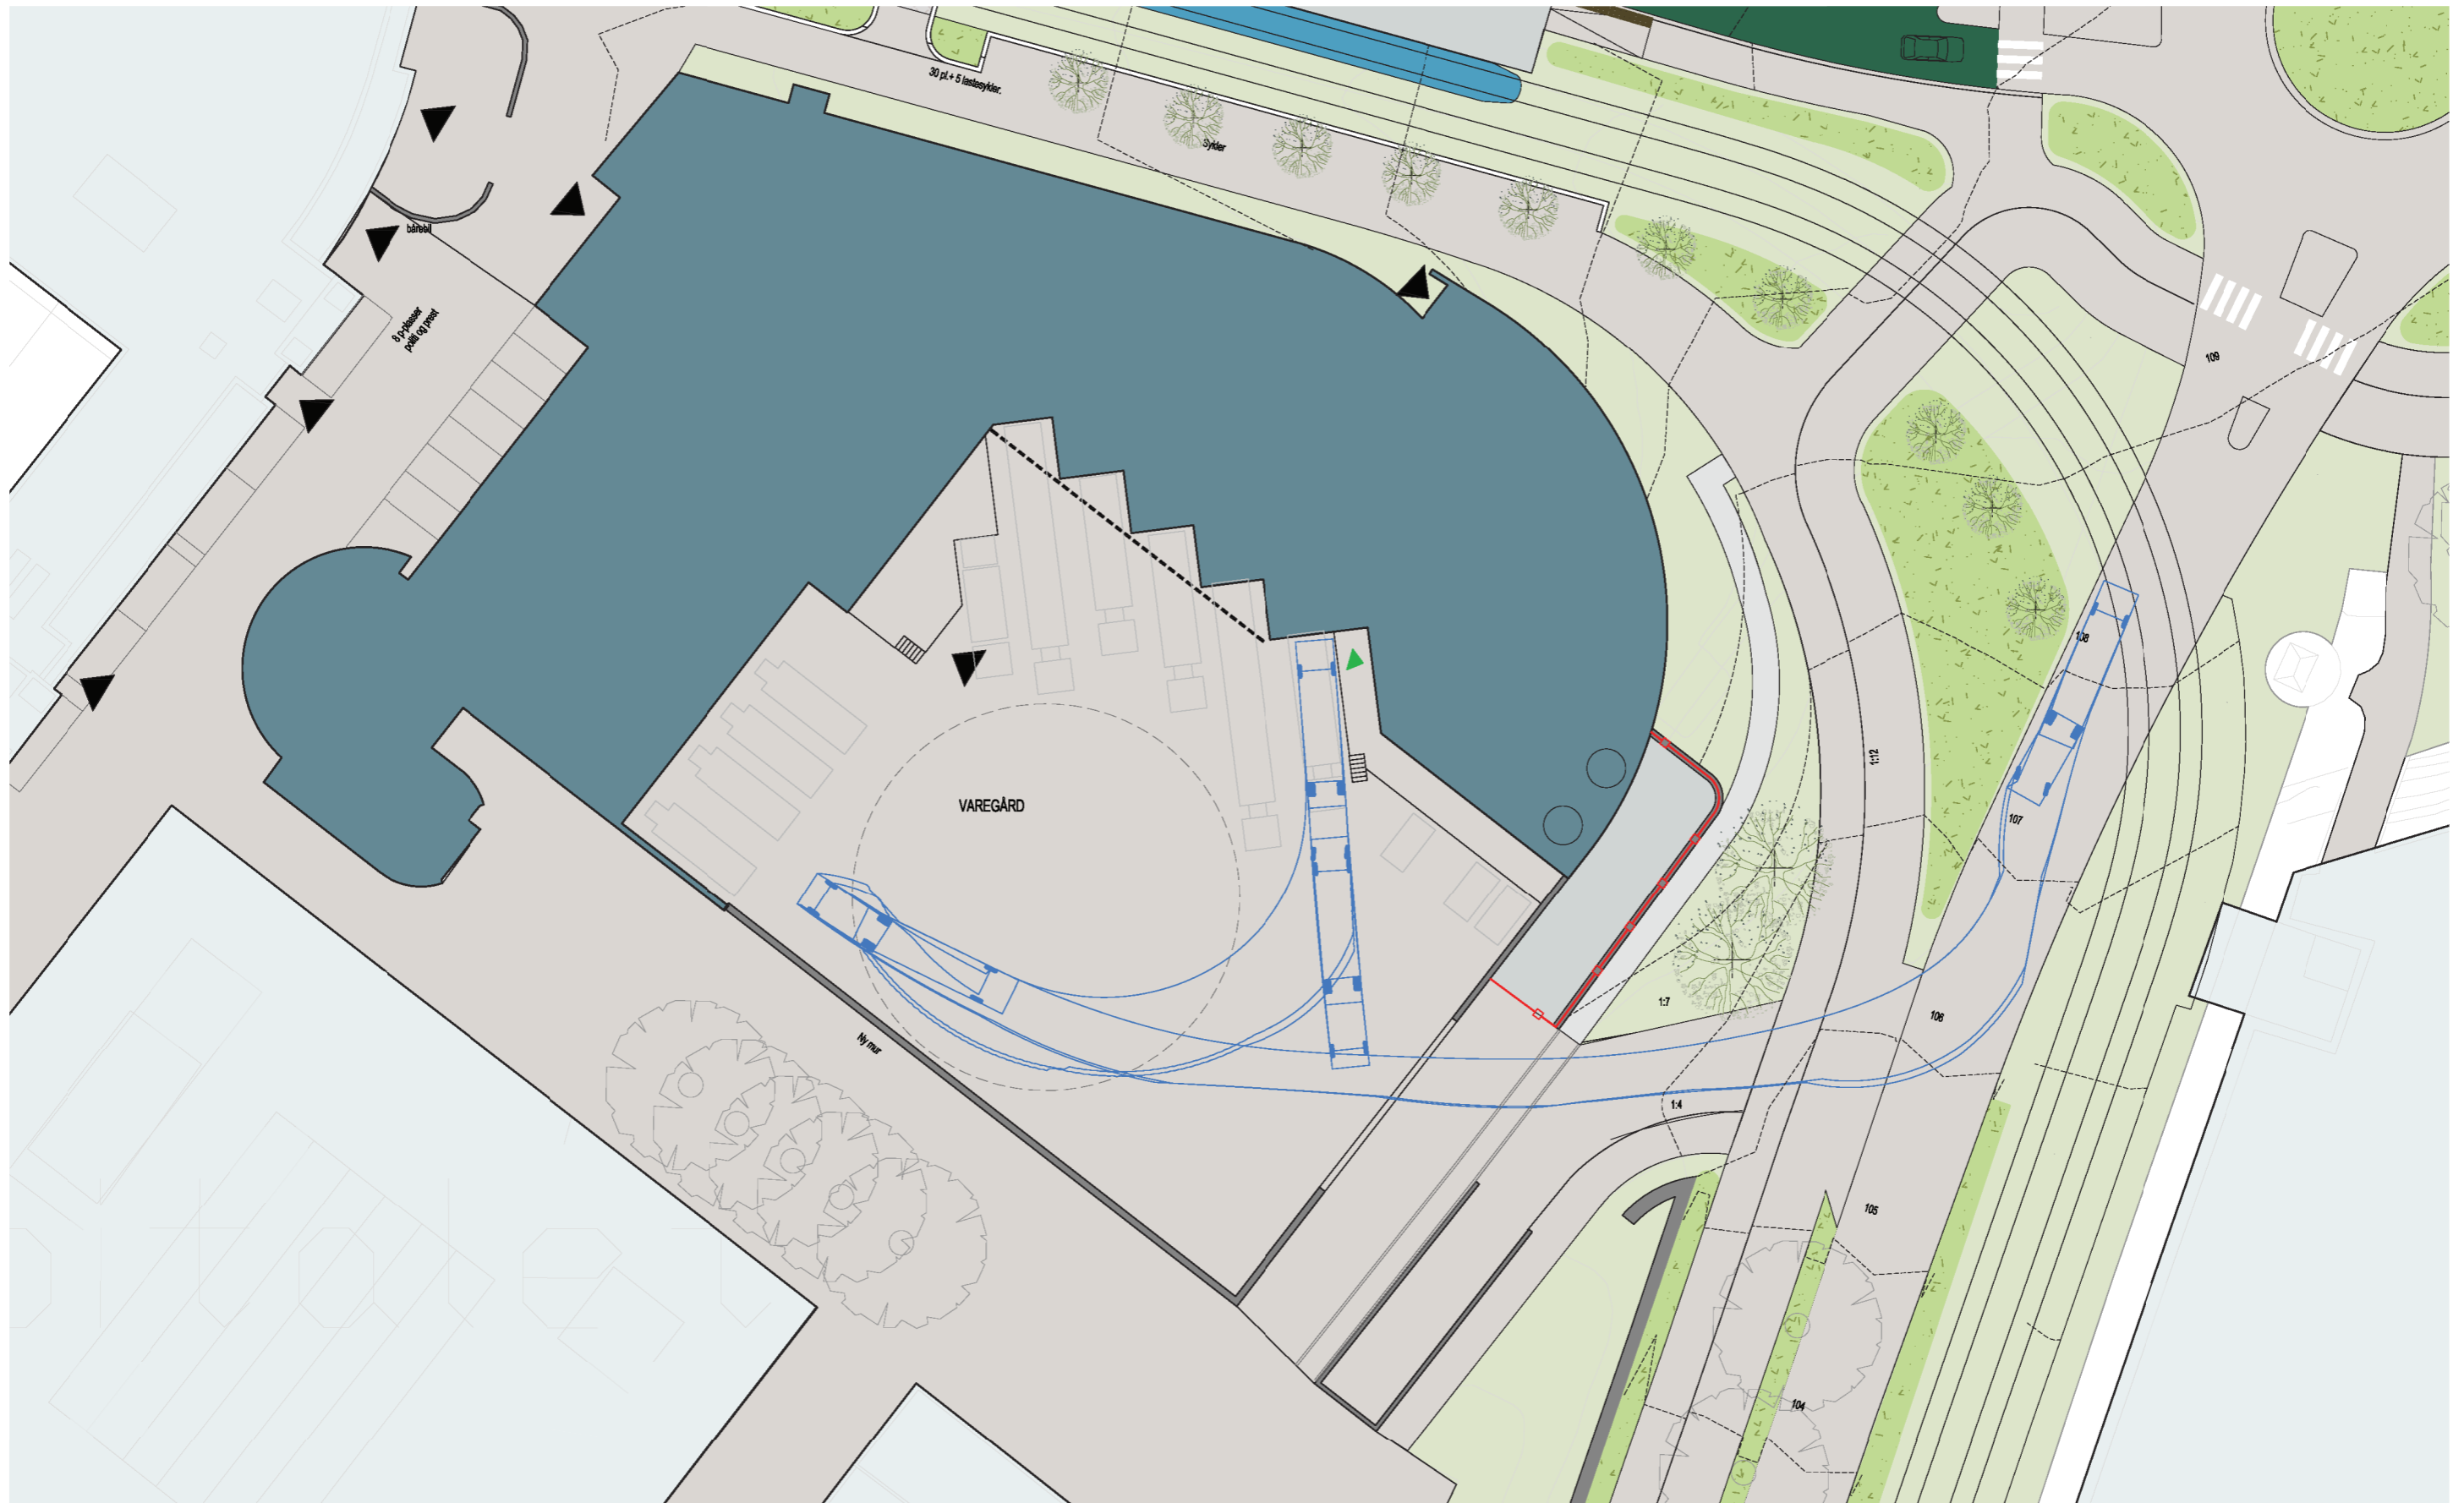 30 pl.+ 5 lastesykler.
Sykler
bårebil
8 p-plasser
politi og prest
109
108
1:12
VAREGÅRD
107
1:7
106
Ny mur
1:4
105
104